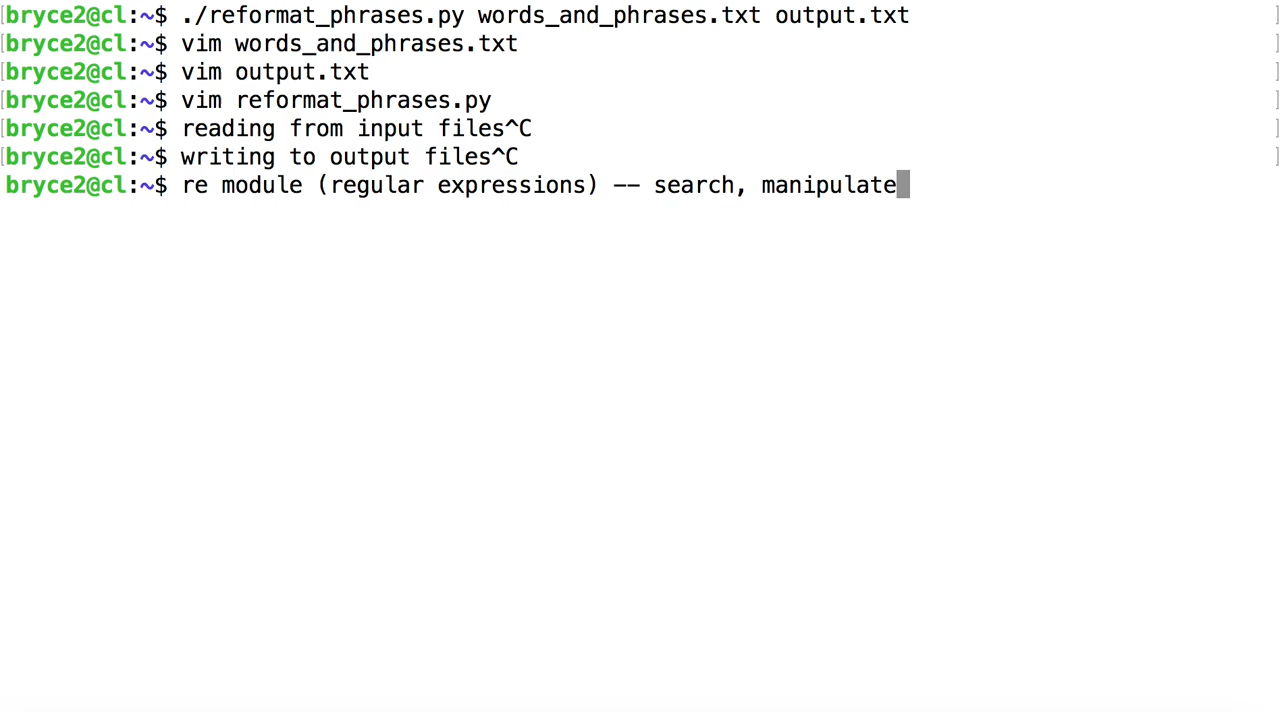 [bryce2@cl:~$ ./reformat_phrases.py words_and_phrases.txt output.txt ]
[bryce2@cl:~$ vim words_and_phrases.txt ]
[bryce2@cl:~$ vim output.txt ]
[bryce2@cl:~$ vim reformat_phrases.py ]
[bryce2@cl:~$ reading from input files^C ]
[bryce2@cl:~$ writing to output files^C ]
bryce2@cl:~$ re module (regular expressions) -- search, manipulate